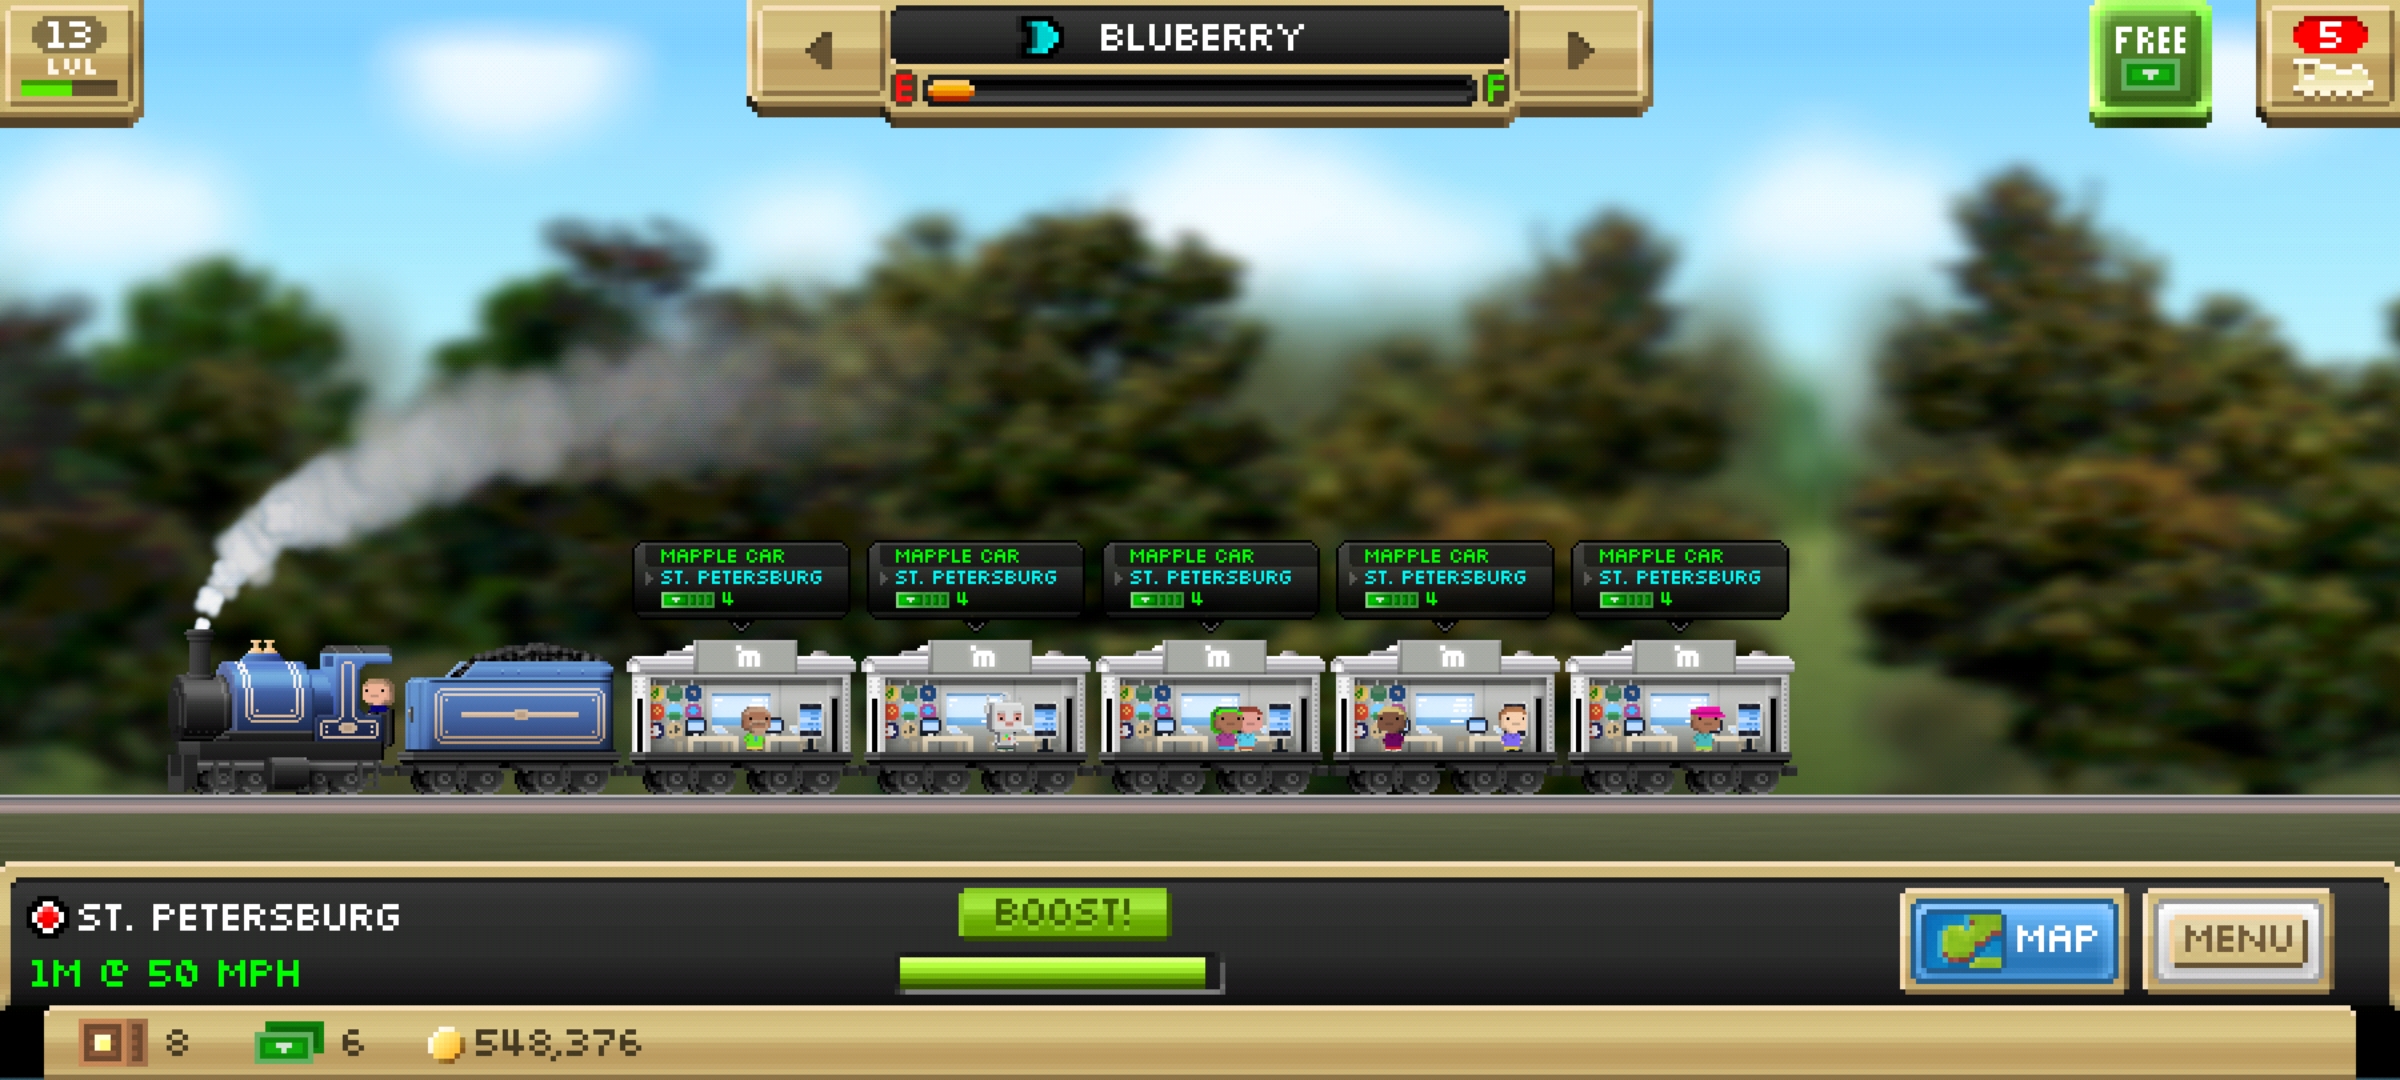 13
LVL
BLUBERRY
E F
FREE
5
MAPPLE CAR
ST. PETERSBURG
4
MAPPLE CAR
ST. PETERSBURG
4
MAPPLE CAR
ST. PETERSBURG
4
MAPPLE CAR
ST. PETERSBURG
4
MAPPLE CAR
ST. PETERSBURG
4
m
m
m
m
m
ST. PETERSBURG
1M @ 50 MPH
BOOST!
MAP
MENU
8
6
548,376